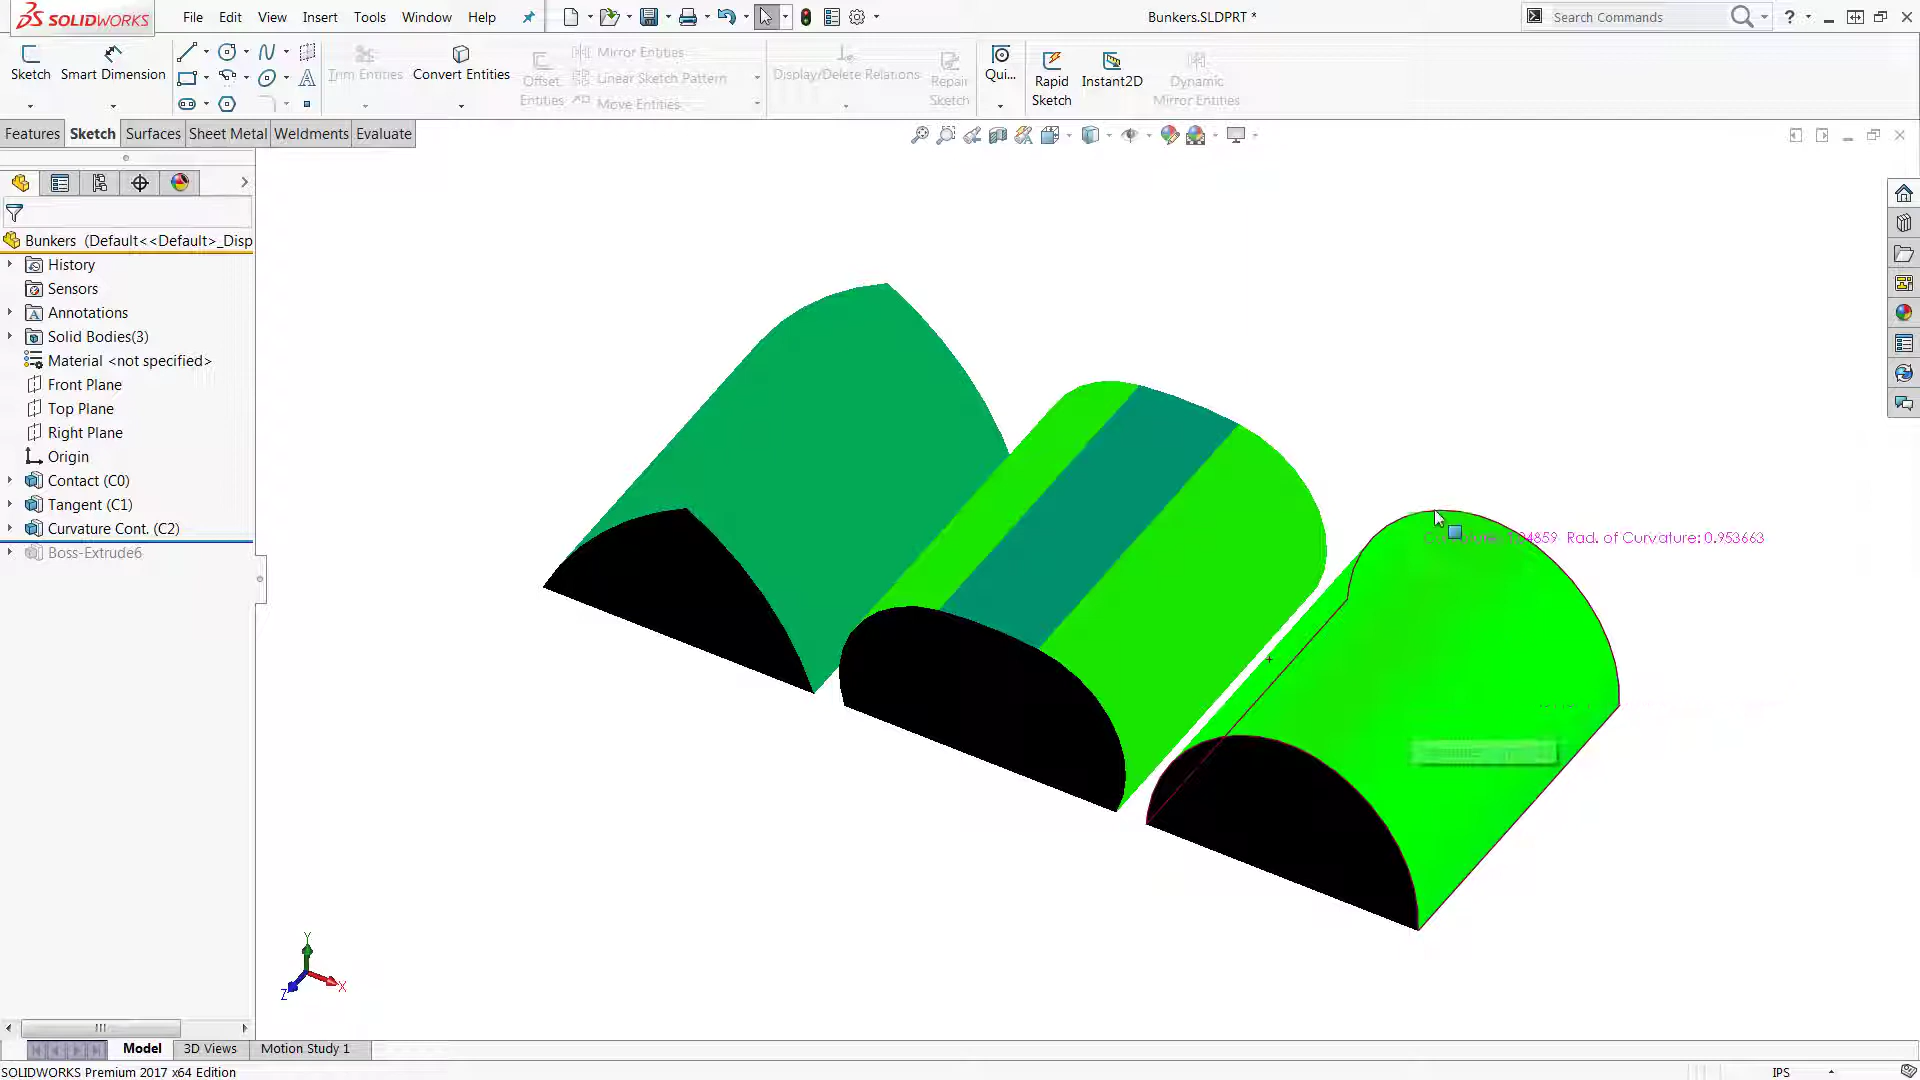 SOLIDWORKS
File Edit View Insert Tools Window Help
Bunkers.SLDPRT *
Search Commands
Sketch
Smart Dimension
Trim Entities
Convert Entities
Offset Entities
Mirror Entities
Linear Sketch Pattern
Move Entities
Display/Delete Relations
Repair Sketch
Qui...
Rapid Sketch
Instant2D
Dynamic Mirror Entities
Features Sketch Surfaces Sheet Metal Weldments Evaluate
Bunkers (Default<<Default>_Disp
History
Sensors
Annotations
Solid Bodies(3)
Material <not specified>
Front Plane
Top Plane
Right Plane
Origin
Contact (C0)
Tangent (C1)
Curvature Cont. (C2)
Boss-Extrude6
Rad. of Curvature: 0.953663
Y
X
Z
Model 3D Views Motion Study 1
SOLIDWORKS Premium 2017 x64 Edition
IPS